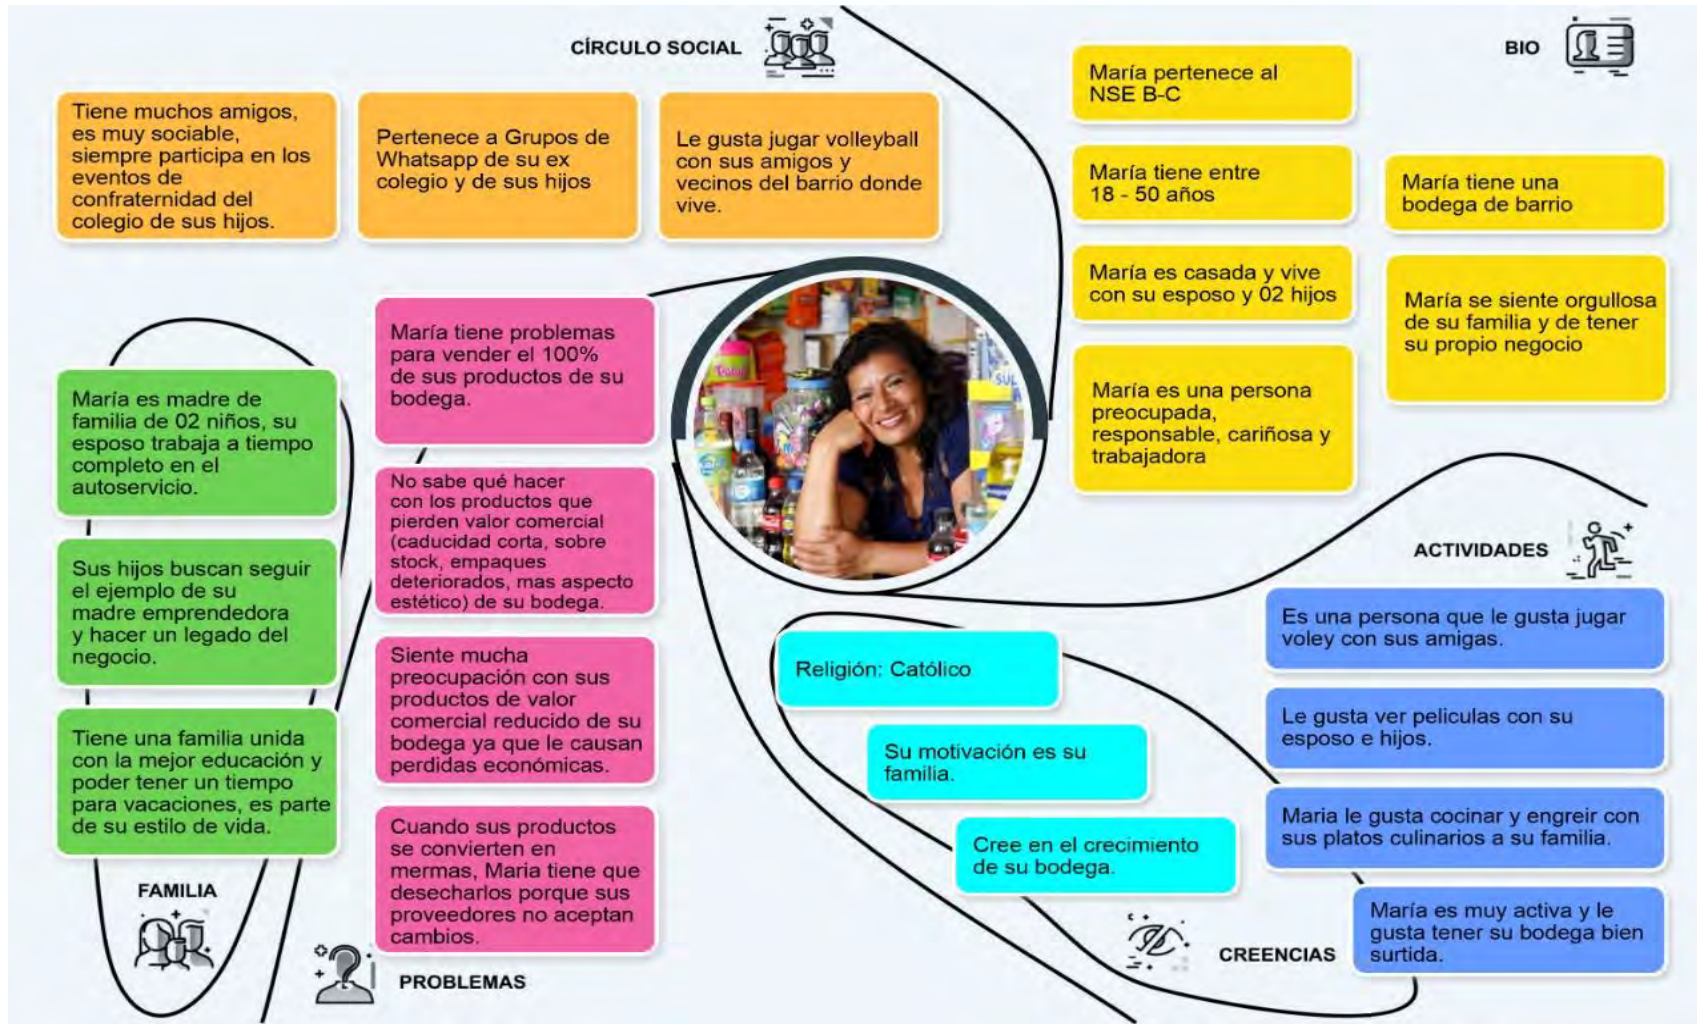 CÍRCULO SOCIAL
Tiene muchos amigos,
es muy sociable,
siempre participa en los
eventos de
confraternidad del
colegio de sus hijos.
Pertenece a Grupos de
Whatsapp de su ex
colegio y de sus hijos
Le gusta jugar volleyball
con sus amigos y
vecinos del barrio donde
vive.
BIO
María pertenece al
NSE B-C
María tiene entre
18 - 50 años
María es casada y vive
con su esposo y 02 hijos
María es una persona
preocupada,
responsable, cariñosa y
trabajadora
María tiene una
bodega de barrio
María se siente orgullosa
de su familia y de tener
su propio negocio
María es madre de
familia de 02 niños, su
esposo trabaja a tiempo
completo en el
autoservicio.
Sus hijos buscan seguir
el ejemplo de su
madre emprendedora
y hacer un legado del
negocio.
Tiene una familia unida
con la mejor educación y
poder tener un tiempo
para vacaciones, es parte
de su estilo de vida.
FAMILIA
María tiene problemas
para vender el 100%
de sus productos de su
bodega.
No sabe qué hacer
con los productos que
pierden valor comercial
(caducidad corta, sobre
stock, empaques
deteriorados, mas aspecto
estético) de su bodega.
Siente mucha
preocupación con sus
productos de valor
comercial reducido de su
bodega ya que le causan
perdidas económicas.
Cuando sus productos
se convierten en
mermas, Maria tiene que
desecharlos porque sus
proveedores no aceptan
cambios.
PROBLEMAS
SUL
Religión: Católico
Su motivación es su
familia.
Cree en el crecimiento
de su bodega.
CREENCIAS
ACTIVIDADES
Es una persona que le gusta jugar
voley con sus amigas.
Le gusta ver peliculas con su
esposo e hijos.
Maria le gusta cocinar y engreir con
sus platos culinarios a su familia.
María es muy activa y le
gusta tener su bodega bien
surtida.